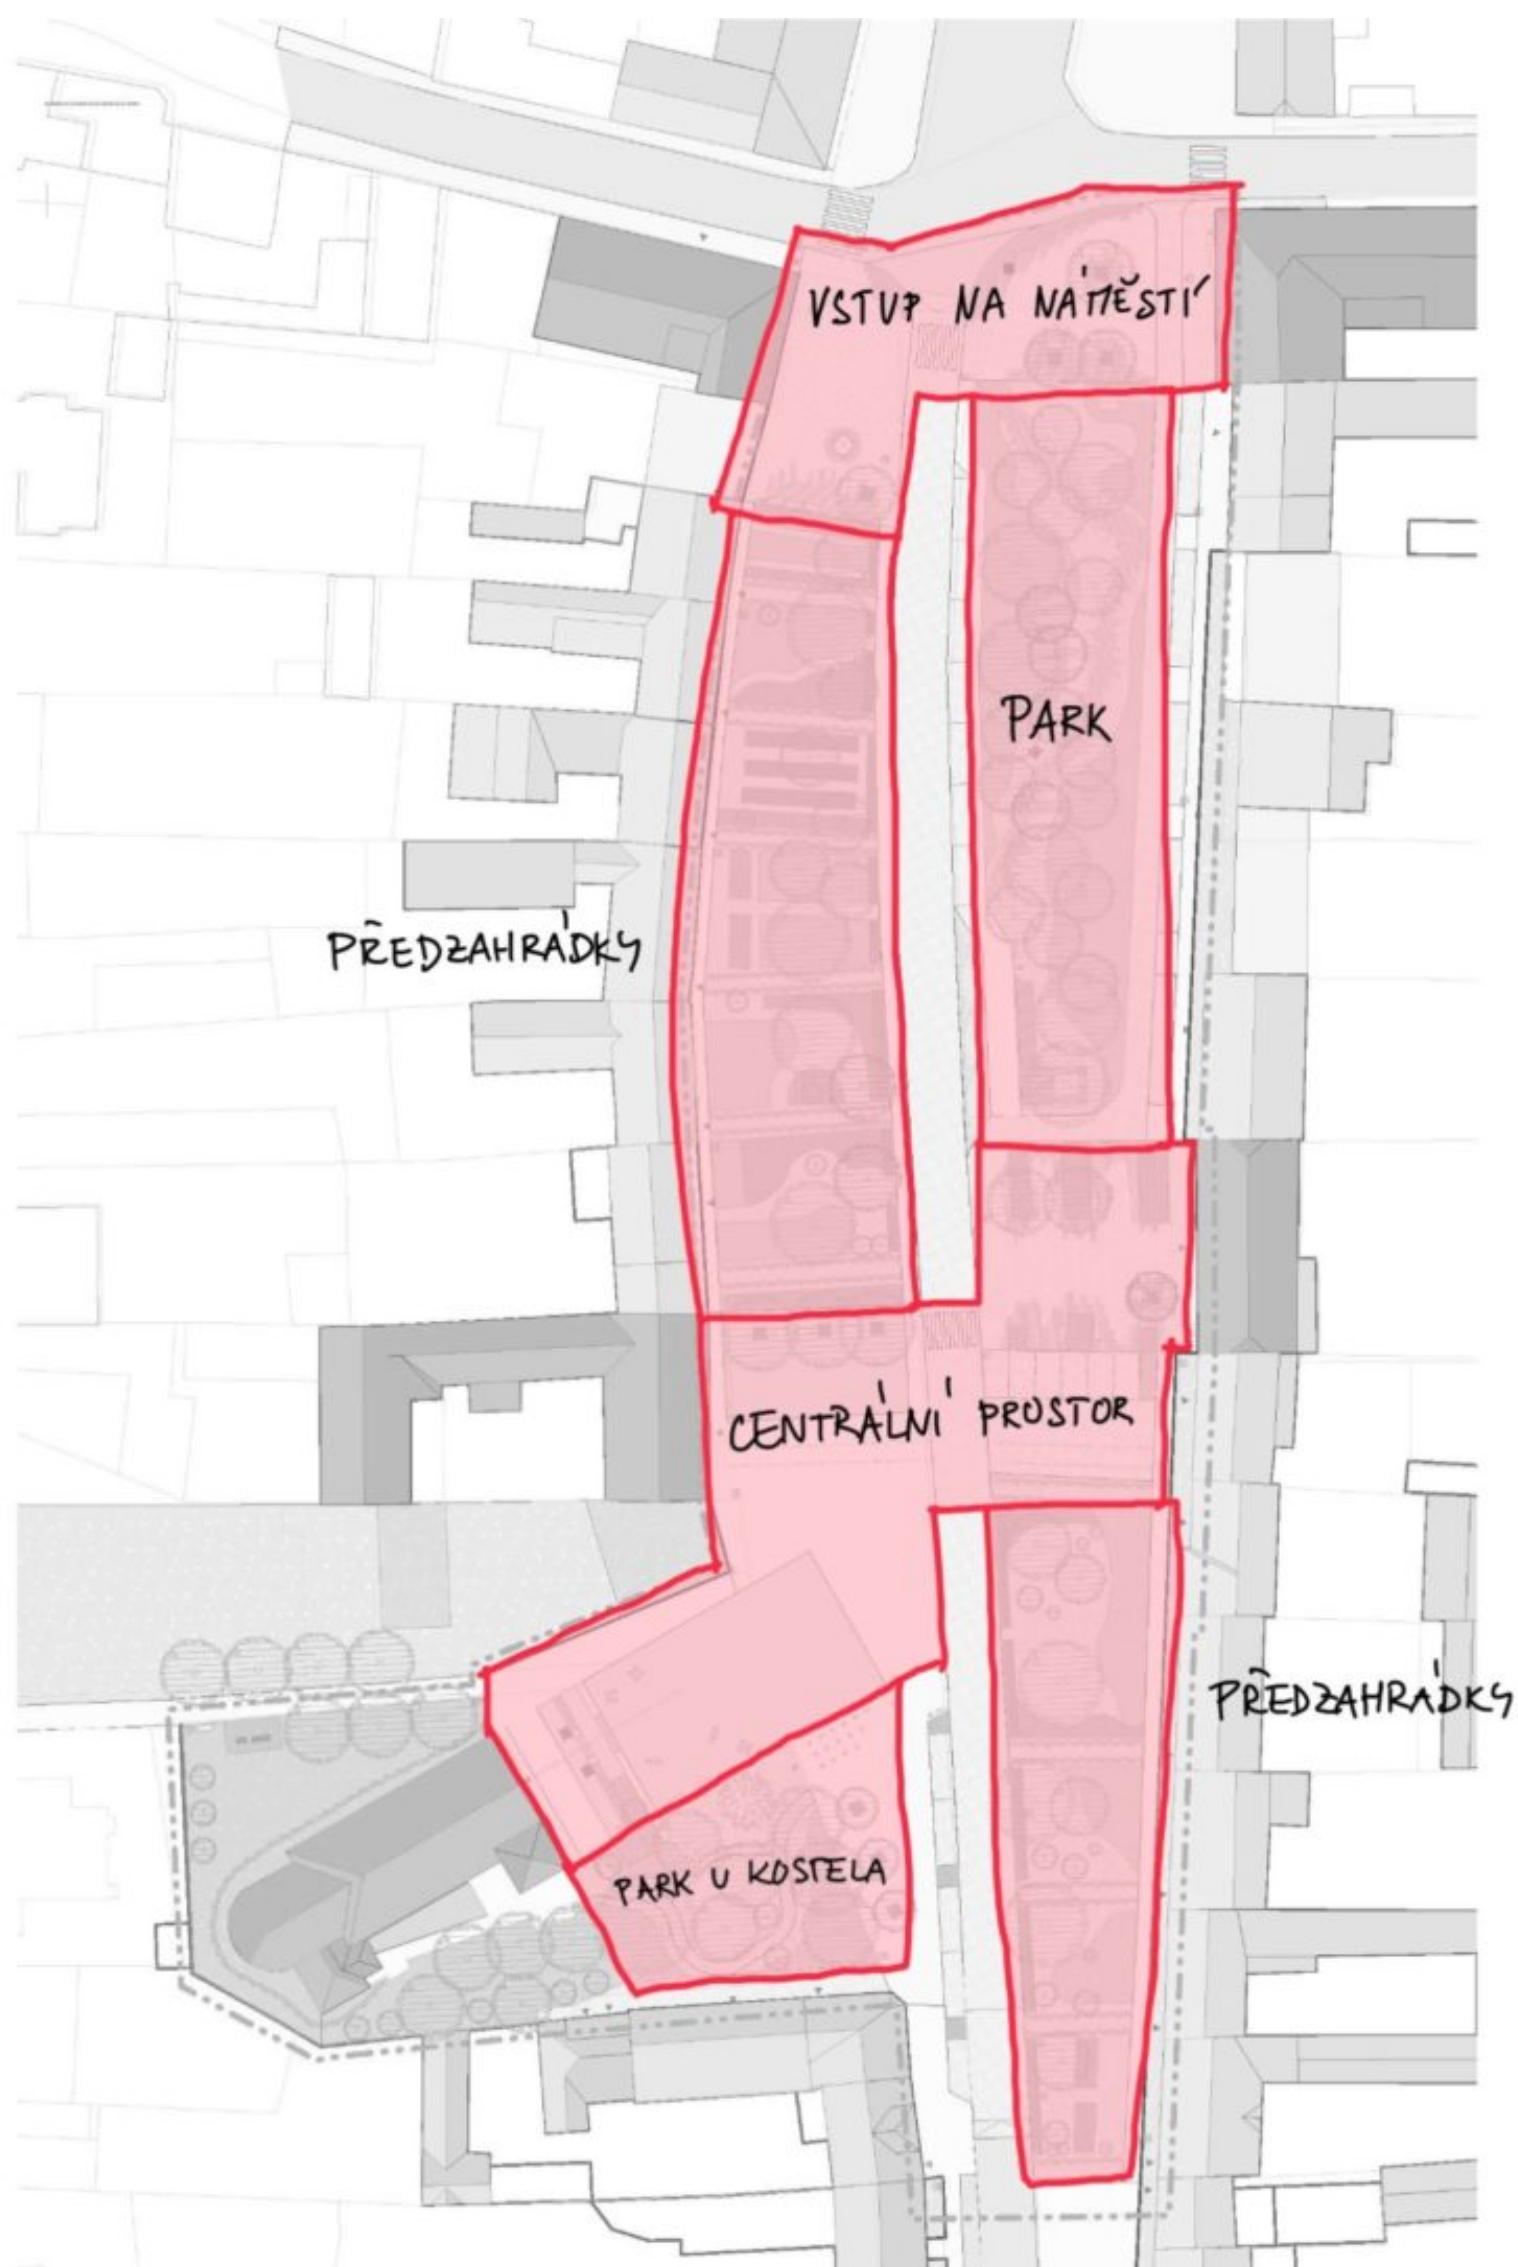 VSTUP NA NÁMĚSTÍ
PARK
PŘEDZAHRÁDKY
CENTRÁLNÍ PROSTOR
PŘEDZAHRÁDKY
PARK U KOSTELA